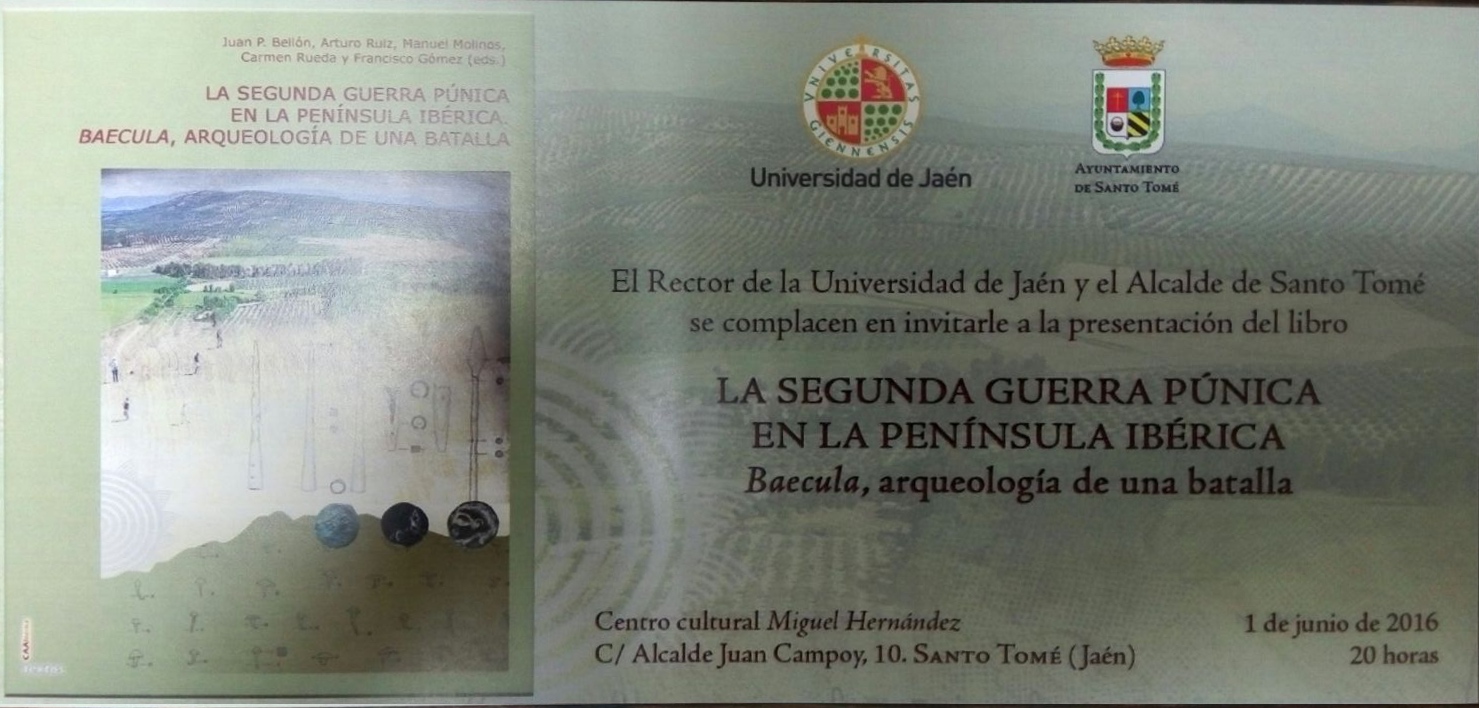 Juan P. Bellón, Arturo Ruiz, Manuel Molinos,
Carmen Rueda y Francisco Gómez (eds.)
LA SEGUNDA GUERRA PÚNICA
EN LA PENÍNSULA IBÉRICA.
BAECULA, ARQUEOLOGÍA DE UNA BATALLA
CAA
textos
UNIVERSITAS
GIENNENSIS
Universidad de Jaén
AYUNTAMIENTO
DE SANTO TOMÉ
El Rector de la Universidad de Jaén y el Alcalde de Santo Tomé
se complacen en invitarle a la presentación del libro
LA SEGUNDA GUERRA PÚNICA
EN LA PENÍNSULA IBÉRICA
Baecula, arqueología de una batalla
Centro cultural Miguel Hernández
C/ Alcalde Juan Campoy, 10. SANTO TOMÉ (Jaén)
1 de junio de 2016
20 horas